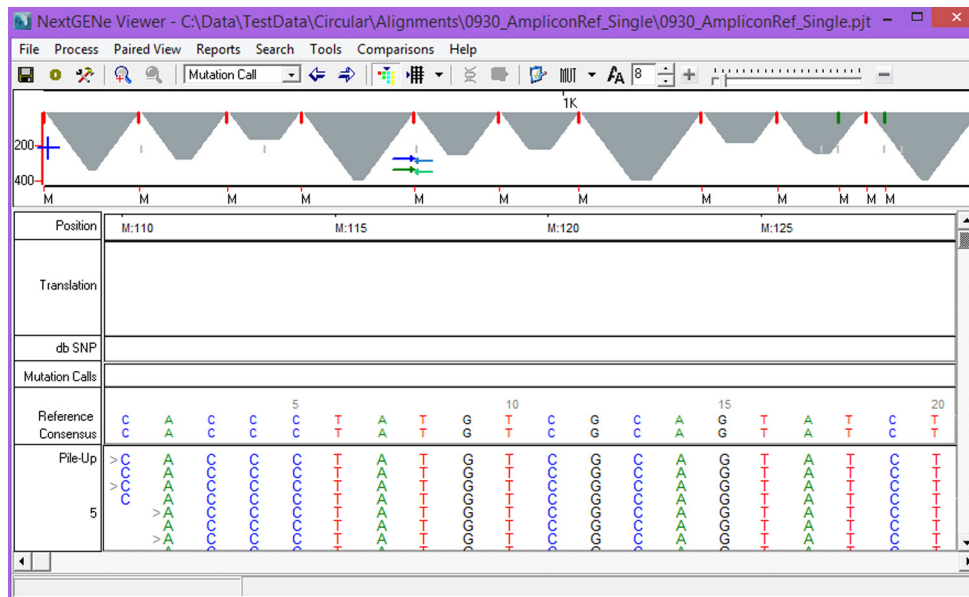 NextGENe Viewer - C:\Data\TestData\Circular\Alignments\0930_AmpliconRef_Single\0930_AmpliconRef_Single.pjt
File Process Paired View Reports Search Tools Comparisons Help
Mutation Call MUT AA 8
1K
200
400
M M M M M M M M M M M M
Position M:110 M:115 M:120 M:125
Translation
db SNP
Mutation Calls
5 10 15 20
Reference C A C C C T A T G T C G C A G T A T C T
Consensus C A C C C T A T G T C G C A G T A T C T
Pile-Up >C A C C C T A T G T C G C A G T A T C T
C A C C C T A T G T C G C A G T A T C T
>C A C C C T A T G T C G C A G T A T C T
C A C C C T A T G T C G C A G T A T C T
5 >A C C C T A T G T C G C A G T A T C T
A C C C T A T G T C G C A G T A T C T
>A C C C T A T G T C G C A G T A T C T